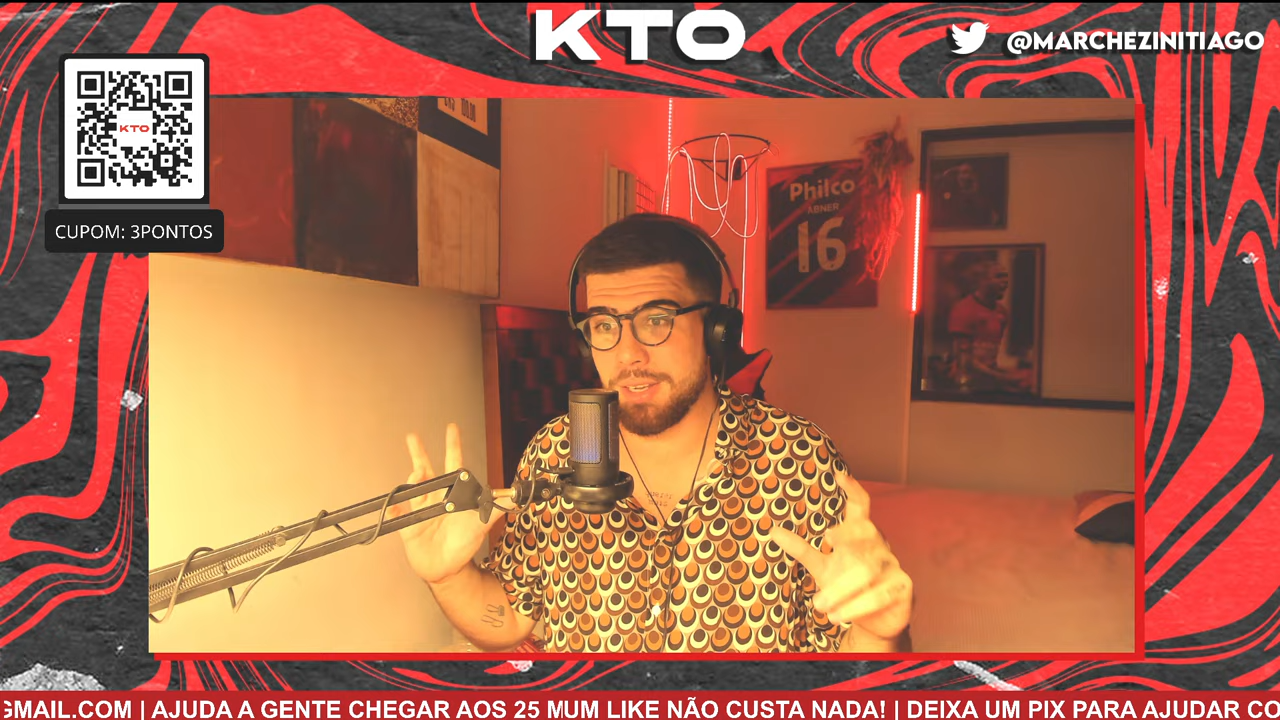 KTO
@MARCHEZINITIAGO
KTO
CUPOM: 3PONTOS
Philco
ABNER
16
GMAIL.COM | AJUDA A GENTE CHEGAR AOS 25 MUM LIKE NÃO CUSTA NADA! | DEIXA UM PIX PARA AJUDAR CO